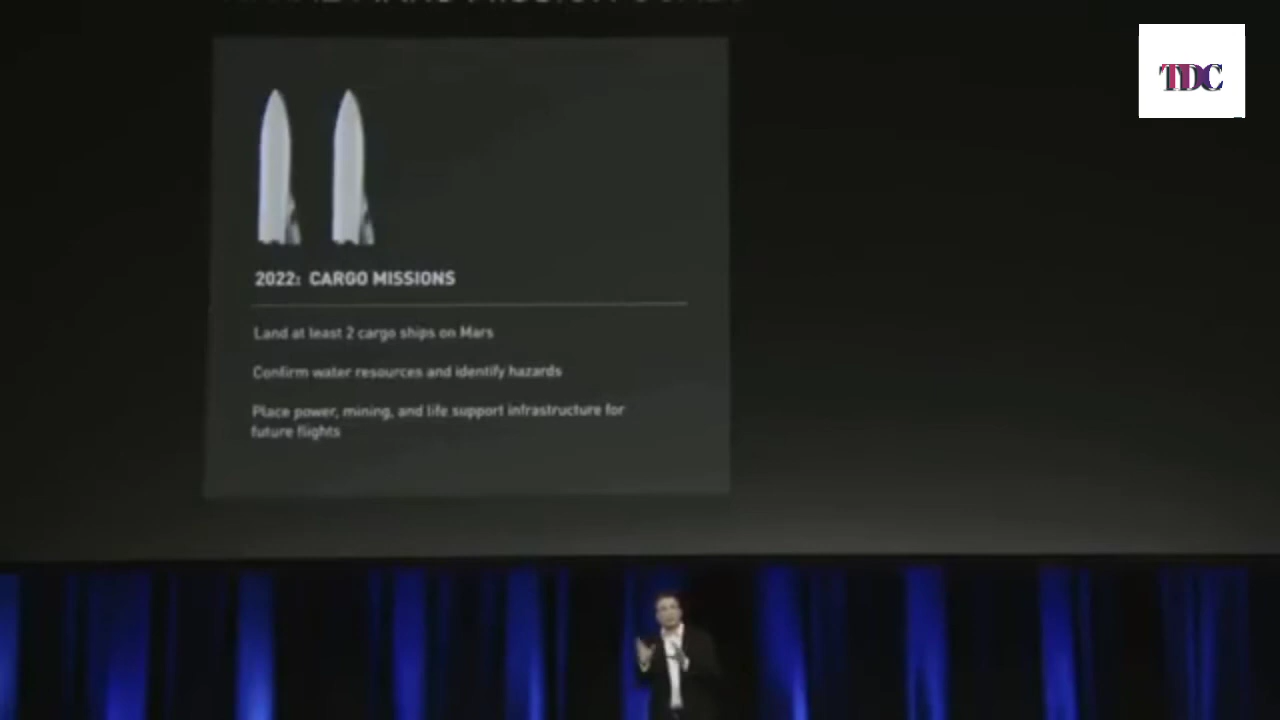 TDC
2022: CARGO MISSIONS
Land at least 2 cargo ships on Mars
Confirm water resources and identify hazards
Place power, mining, and life support infrastructure for
future flights